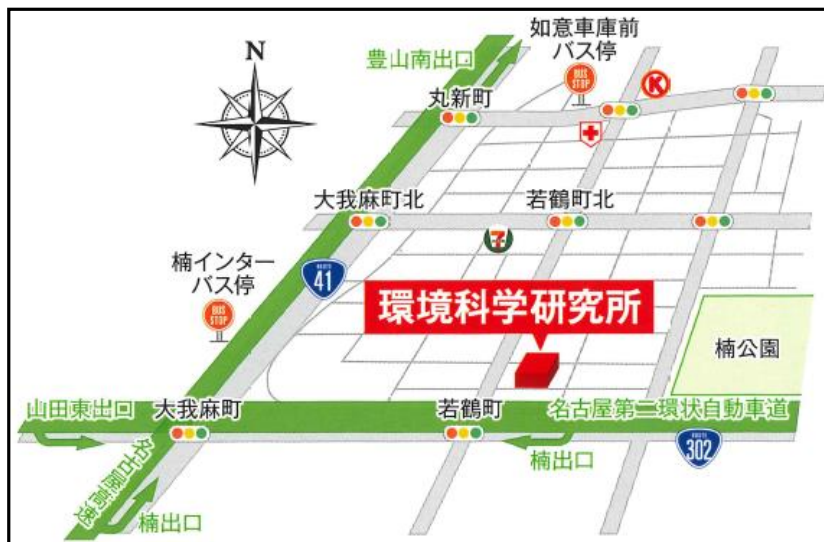 N
豊山南出口
如意車庫前
バス停
BUS
STOP
K
丸新町
大我麻町北
若鶴町北
7
楠インター
バス停
BUS
STOP
ROUTE
41
環境科学研究所
楠公園
山田東出口
大我麻町
若鶴町
名古屋第二環状自動車道
ROUTE
302
楠出口
名古屋高速
楠出口